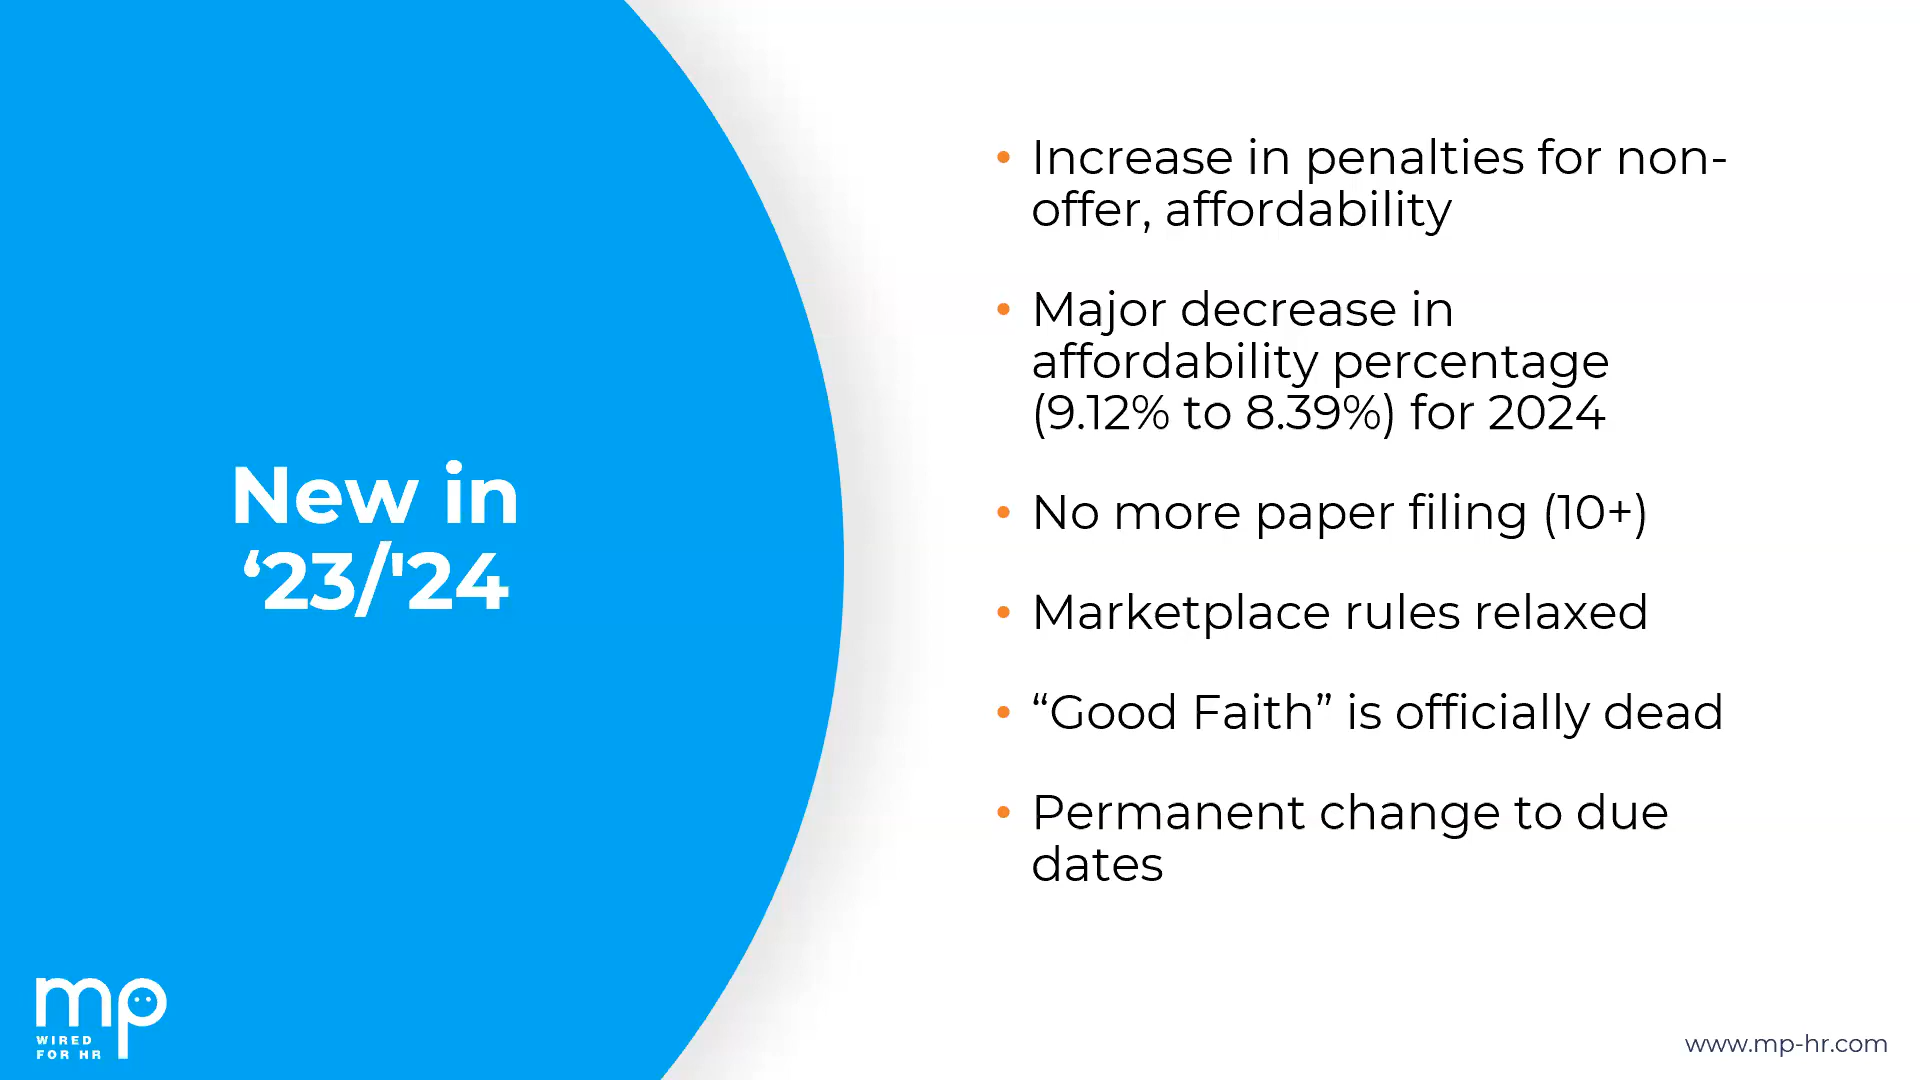 New in
‘23/'24
• Increase in penalties for non-
offer, affordability
• Major decrease in
affordability percentage
(9.12% to 8.39%) for 2024
• No more paper filing (10+)
• Marketplace rules relaxed
• “Good Faith” is officially dead
• Permanent change to due
dates
mp
WIRED
FOR HR
www.mp-hr.com